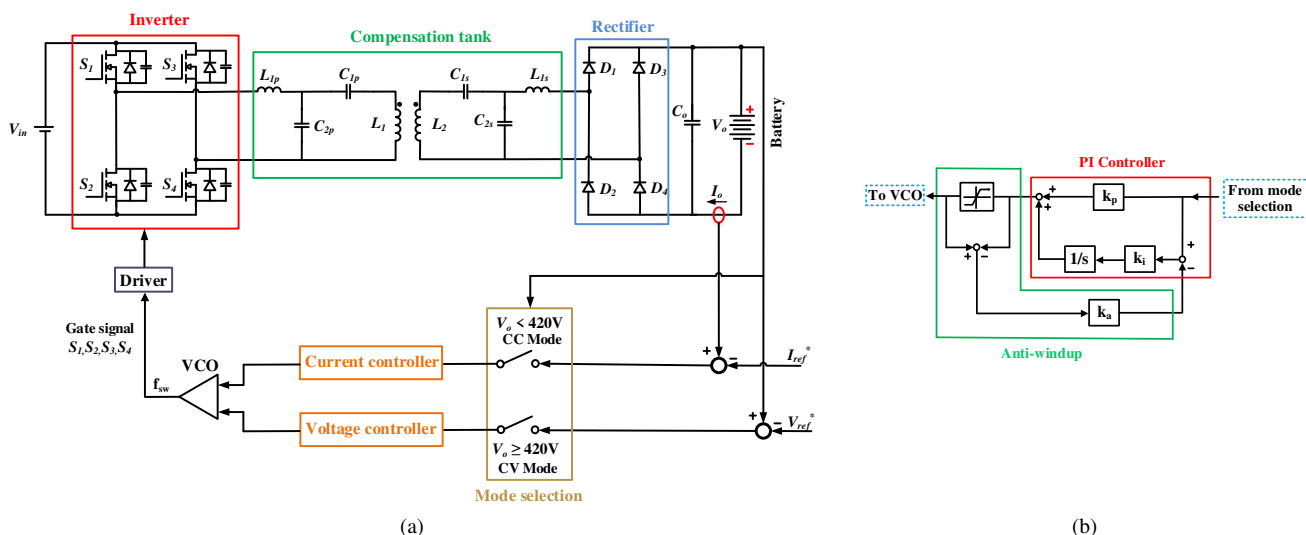 Inverter
Compensation tank
Rectifier
S1
S3
S2
S4
Vin
L1p
C1p
C2p
L1
L2
C1s
C2s
L1s
D1
D3
D2
D4
Co
Vo
+
−
Battery
Io
Driver
Gate signal
S1,S2,S3,S4
VCO
fsw
Current controller
Voltage controller
Vo < 420V
CC Mode
Vo ≥ 420V
CV Mode
Mode selection
+
−
Iref*
+
−
Vref*
(a)
PI Controller
To VCO
+
+
kp
From mode
selection
1/s
ki
+
−
+
−
ka
Anti-windup
(b)